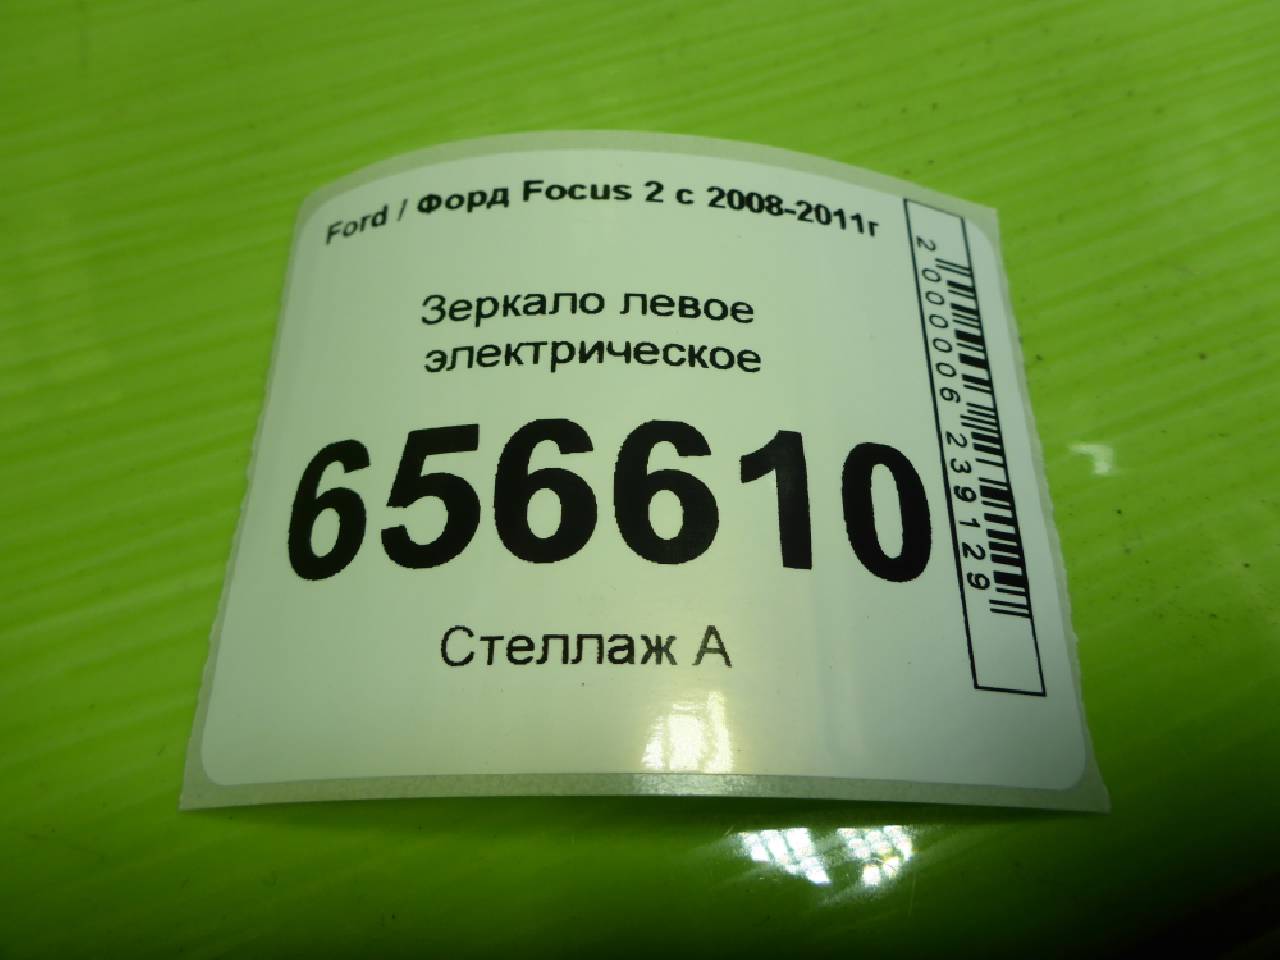 Ford / Форд Focus 2 с 2008-2011г
Зеркало левое
электрическое
656610
Стеллаж А
2000006239129